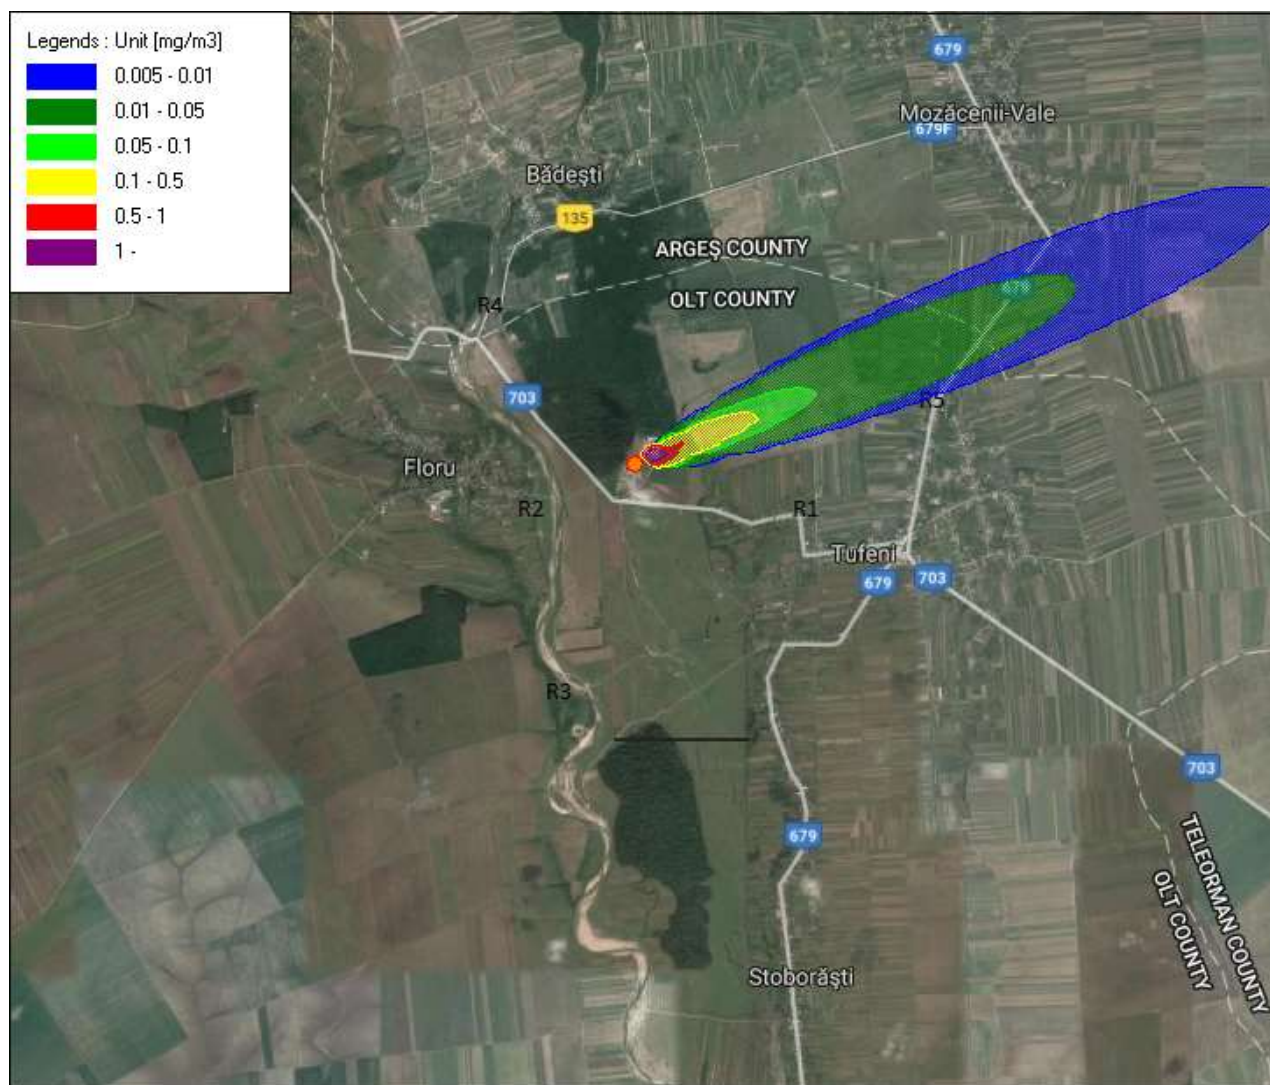 Legends : Unit [mg/m3]
0.005 - 0.01
0.01 - 0.05
0.05 - 0.1
0.1 - 0.5
0.5 - 1
1 -
679
Mozăcenii-Vale
679F
Bădești
135
ARGEȘ COUNTY
OLT COUNTY
679
R4
703
R5
Floru
R2
R1
Tufeni
679
703
R3
703
679
TELEORMAN COUNTY
OLT COUNTY
Stoborăști